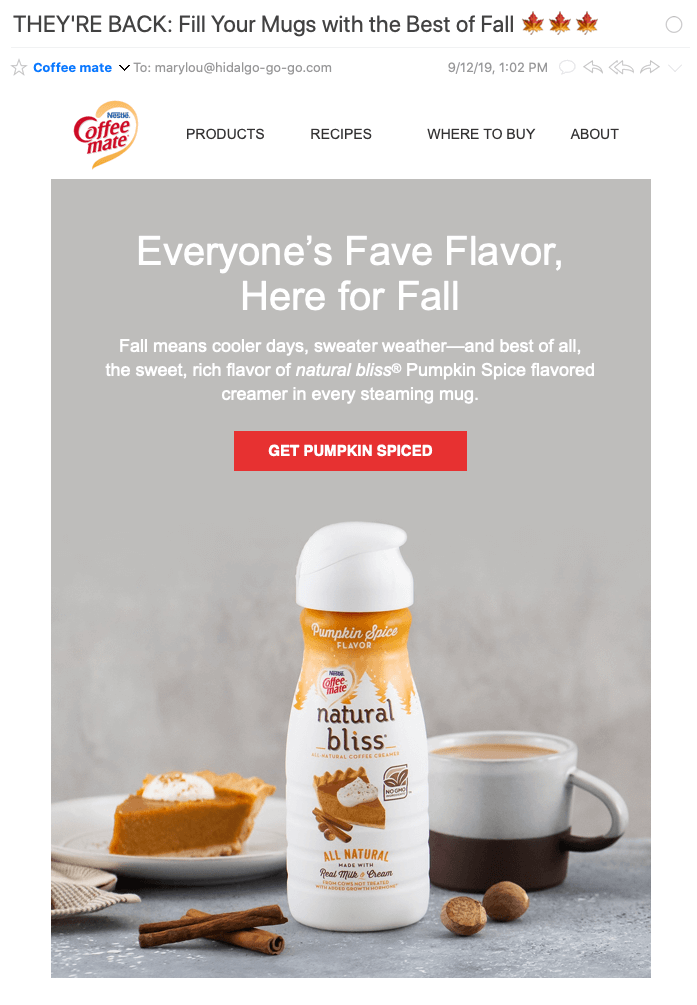 THEY'RE BACK: Fill Your Mugs with the Best of Fall 🍁 🍁 🍁
Coffee mate To: marylou@hidalgo-go-go.com 9/12/19, 1:02 PM
Nestlé
Coffee
mate
PRODUCTS RECIPES WHERE TO BUY ABOUT
Everyone's Fave Flavor,
Here for Fall
Fall means cooler days, sweater weather—and best of all,
the sweet, rich flavor of natural bliss® Pumpkin Spice flavored
creamer in every steaming mug.
GET PUMPKIN SPICED
Pumpkin Spice
FLAVOR
Nestlé
Coffee
mate
natural
bliss
ALL-NATURAL COFFEE CREAMER
NO GMO
ALL NATURAL
MADE WITH
Real Milk & Cream
FROM COWS NOT TREATED
WITH ADDED GROWTH HORMONE